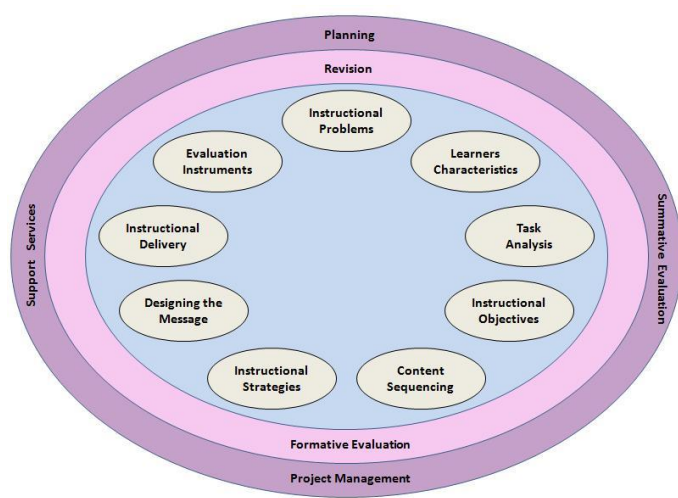 Planning
Revision
Instructional
Problems
Learners
Characteristics
Task
Analysis
Instructional
Objectives
Content
Sequencing
Instructional
Strategies
Designing the
Message
Instructional
Delivery
Evaluation
Instruments
Support Services
Summative Evaluation
Formative Evaluation
Project Management